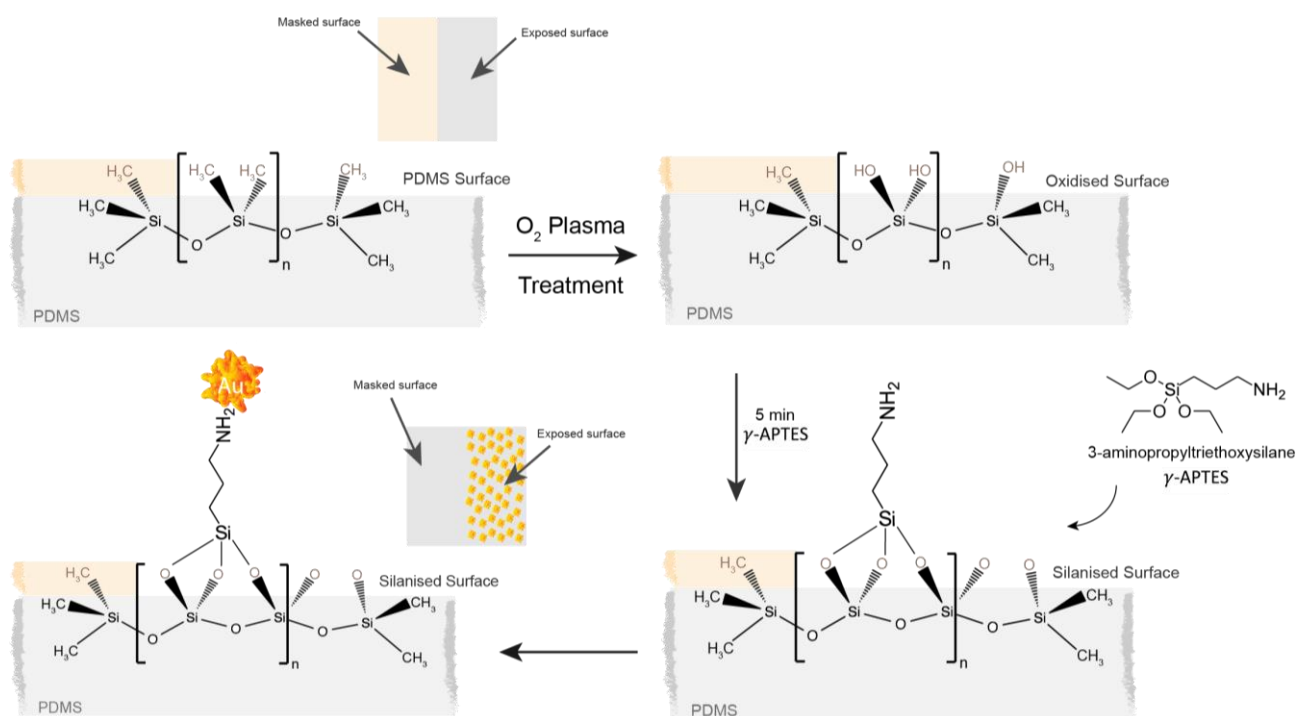 Masked surface
Exposed surface
H₃C
H₃C
H₃C
CH₃
PDMS Surface
H₃C
Si
Si
Si
CH₃
O
O
H₃C
n
CH₃
PDMS
O₂ Plasma
Treatment
H₃C
HO
HO
OH
Oxidised Surface
H₃C
Si
Si
Si
CH₃
O
O
H₃C
n
CH₃
PDMS
5 min
γ-APTES
O
Si
NH₂
O
O
3-aminopropyltriethoxysilane
γ-APTES
NH₂
Si
H₃C
O
O
O
O
O
Silanised Surface
H₃C
Si
Si
Si
Si
CH₃
O
O
O
H₃C
n
CH₃
PDMS
Au
NH₂
Masked surface
Exposed surface
Si
H₃C
O
O
O
O
O
Silanised Surface
H₃C
Si
Si
Si
Si
CH₃
O
O
O
H₃C
n
CH₃
PDMS